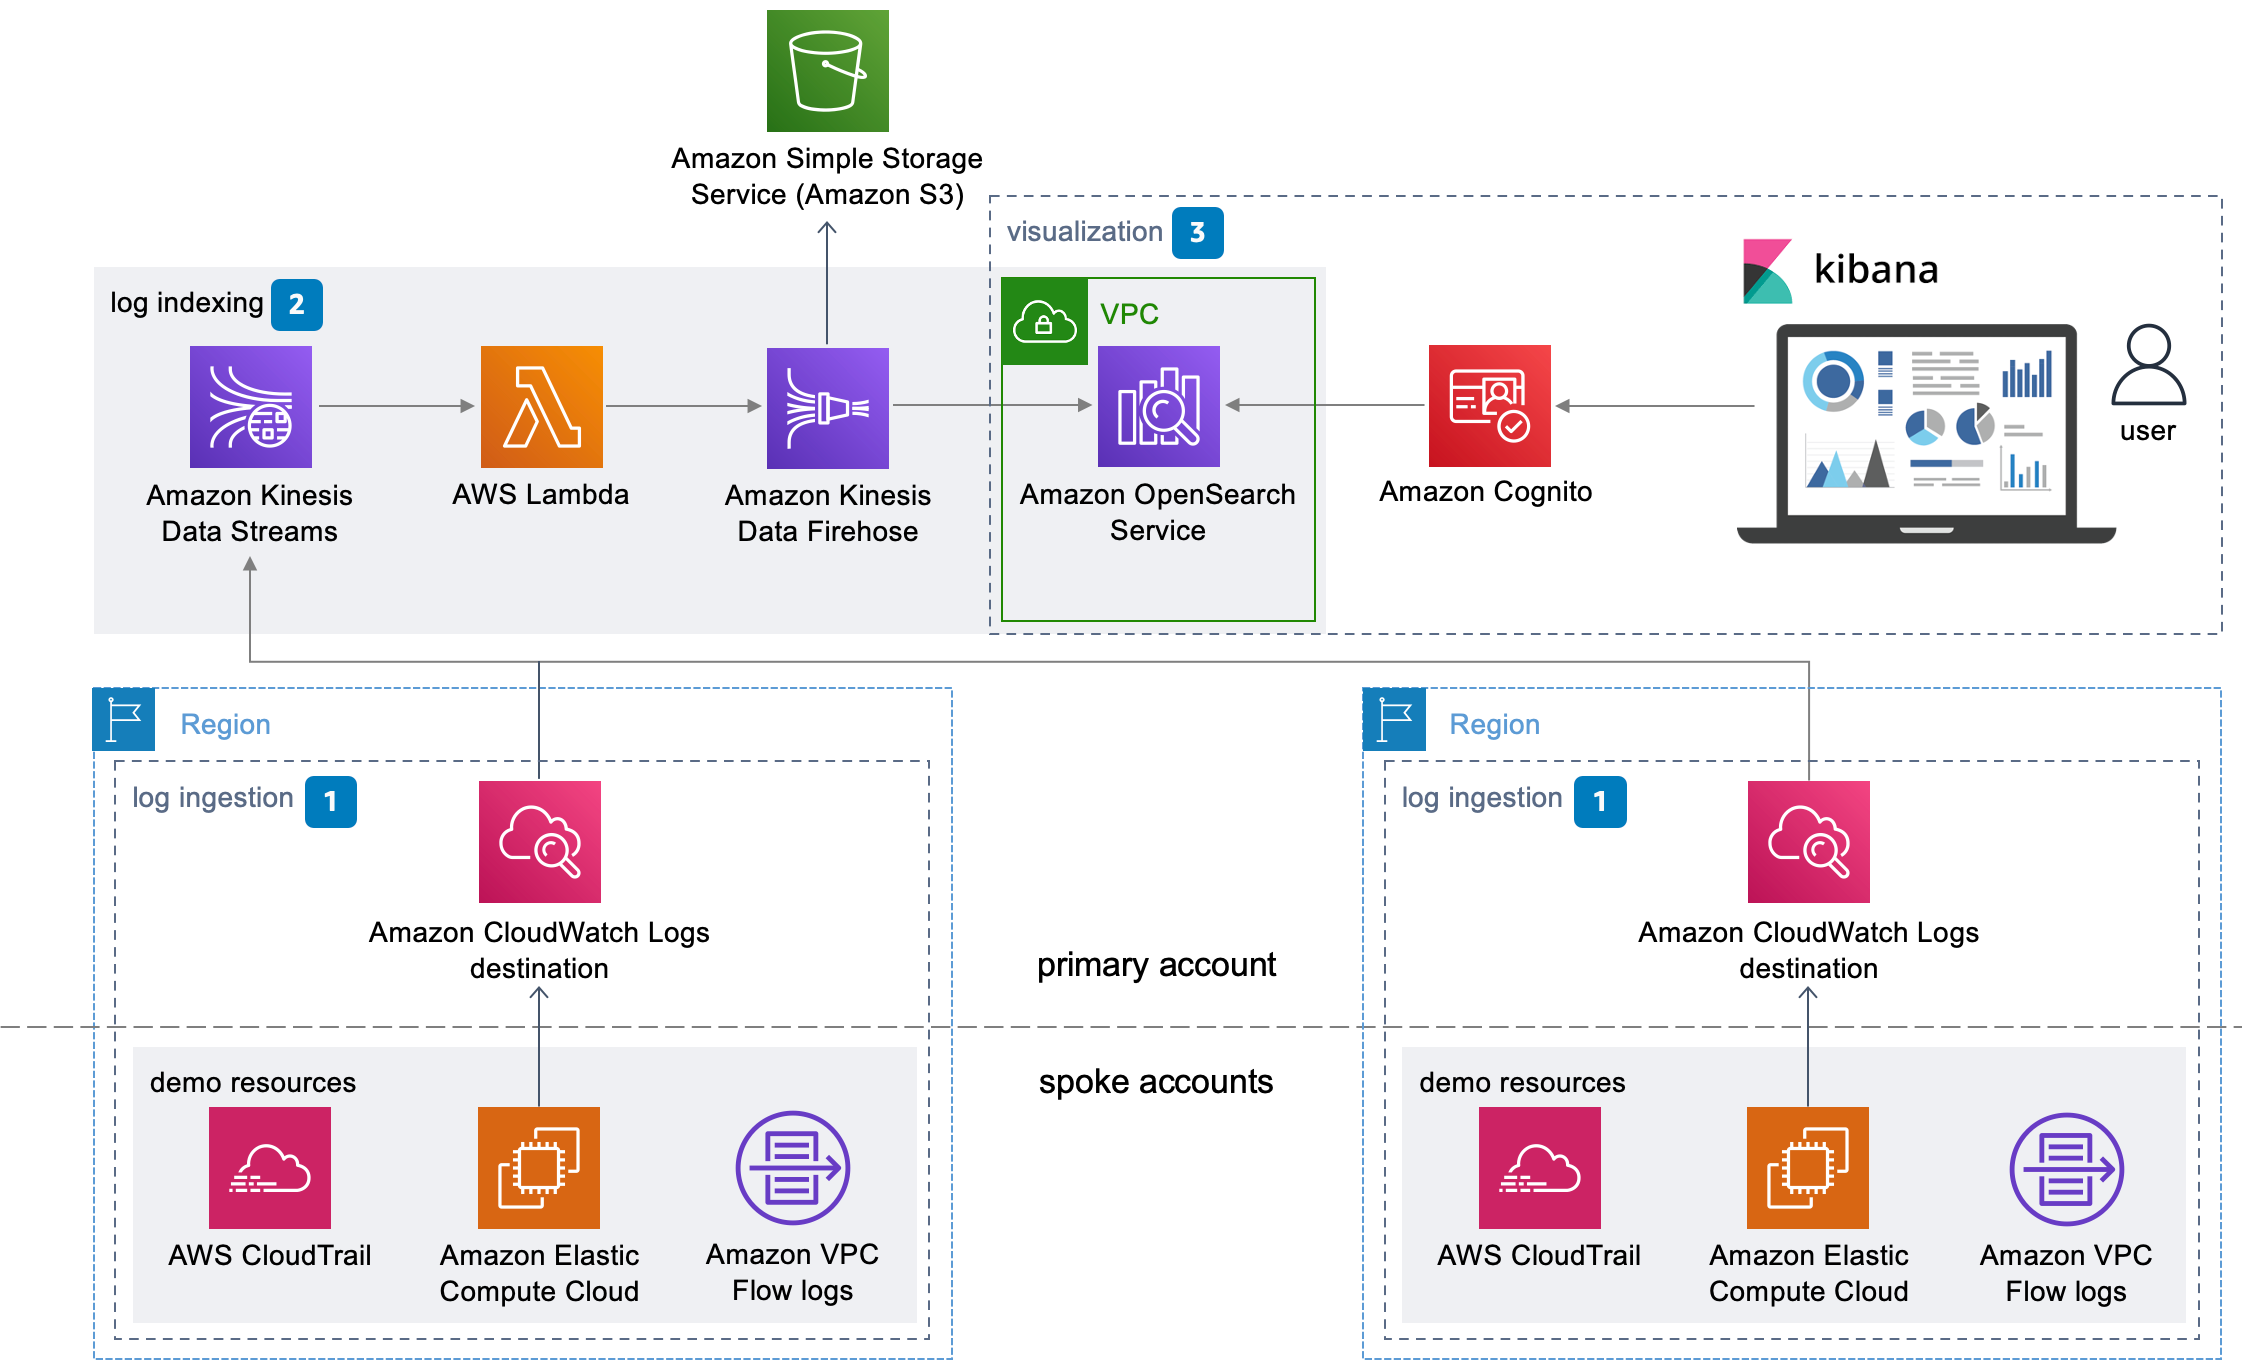 Amazon Simple Storage
Service (Amazon S3)
visualization 3
kibana
log indexing 2
VPC
user
Amazon Kinesis
Data Streams
AWS Lambda
Amazon Kinesis
Data Firehose
Amazon OpenSearch
Service
Amazon Cognito
Region
log ingestion 1
Amazon CloudWatch Logs
destination
Region
log ingestion 1
Amazon CloudWatch Logs
destination
primary account
spoke accounts
demo resources
AWS CloudTrail
Amazon Elastic
Compute Cloud
Amazon VPC
Flow logs
demo resources
AWS CloudTrail
Amazon Elastic
Compute Cloud
Amazon VPC
Flow logs